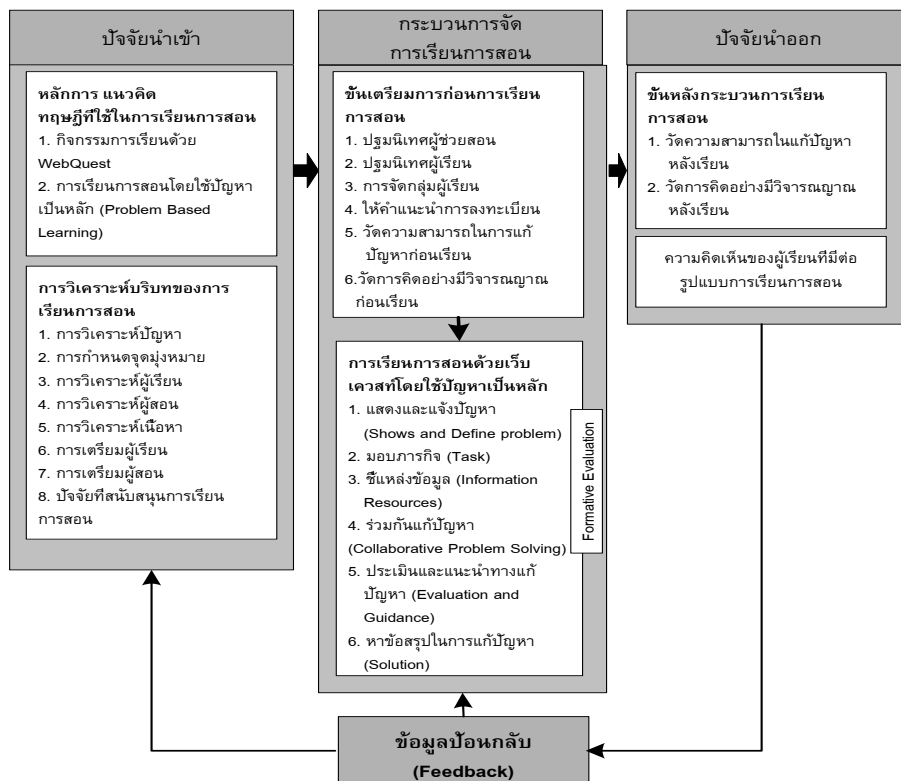 ปัจจัยนำเข้า
หลักการ แนวคิด
ทฤษฎีที่ใช้ในการเรียนการสอน
1. กิจกรรมการเรียนด้วย
WebQuest
2. การเรียนการสอนโดยใช้ปัญหา
เป็นหลัก (Problem Based
Learning)
การวิเคราะห์บริบทของการ
เรียนการสอน
1. การวิเคราะห์ปัญหา
2. การกำหนดจุดมุ่งหมาย
3. การวิเคราะห์ผู้เรียน
4. การวิเคราะห์ผู้สอน
5. การวิเคราะห์เนื้อหา
6. การเตรียมผู้เรียน
7. การเตรียมผู้สอน
8. ปัจจัยที่สนับสนุนการเรียน
การสอน
กระบวนการจัด
การเรียนการสอน
ขั้นเตรียมการก่อนการเรียน
การสอน
1. ปฐมนิเทศผู้ช่วยสอน
2. ปฐมนิเทศผู้เรียน
3. การจัดกลุ่มผู้เรียน
4. ให้คำแนะนำการลงทะเบียน
5. วัดความสามารถในการแก้
ปัญหาก่อนเรียน
6.วัดการคิดอย่างมีวิจารณญาณ
ก่อนเรียน
การเรียนการสอนด้วยเว็บ
เควสท์โดยใช้ปัญหาเป็นหลัก
1. แสดงและแจ้งปัญหา
(Shows and Define problem)
2. มอบภารกิจ (Task)
3. ชี้แหล่งข้อมูล (Information
Resources)
4. ร่วมกันแก้ปัญหา
(Collaborative Problem Solving)
5. ประเมินและแนะนำทางแก้
ปัญหา (Evaluation and
Guidance)
6. หาข้อสรุปในการแก้ปัญหา
(Solution)
Formative Evaluation
ปัจจัยนำออก
ขั้นหลังกระบวนการเรียน
การสอน
1. วัดความสามารถในแก้ปัญหา
หลังเรียน
2. วัดการคิดอย่างมีวิจารณญาณ
หลังเรียน
ความคิดเห็นของผู้เรียนที่มีต่อ
รูปแบบการเรียนการสอน
ข้อมูลป้อนกลับ
(Feedback)